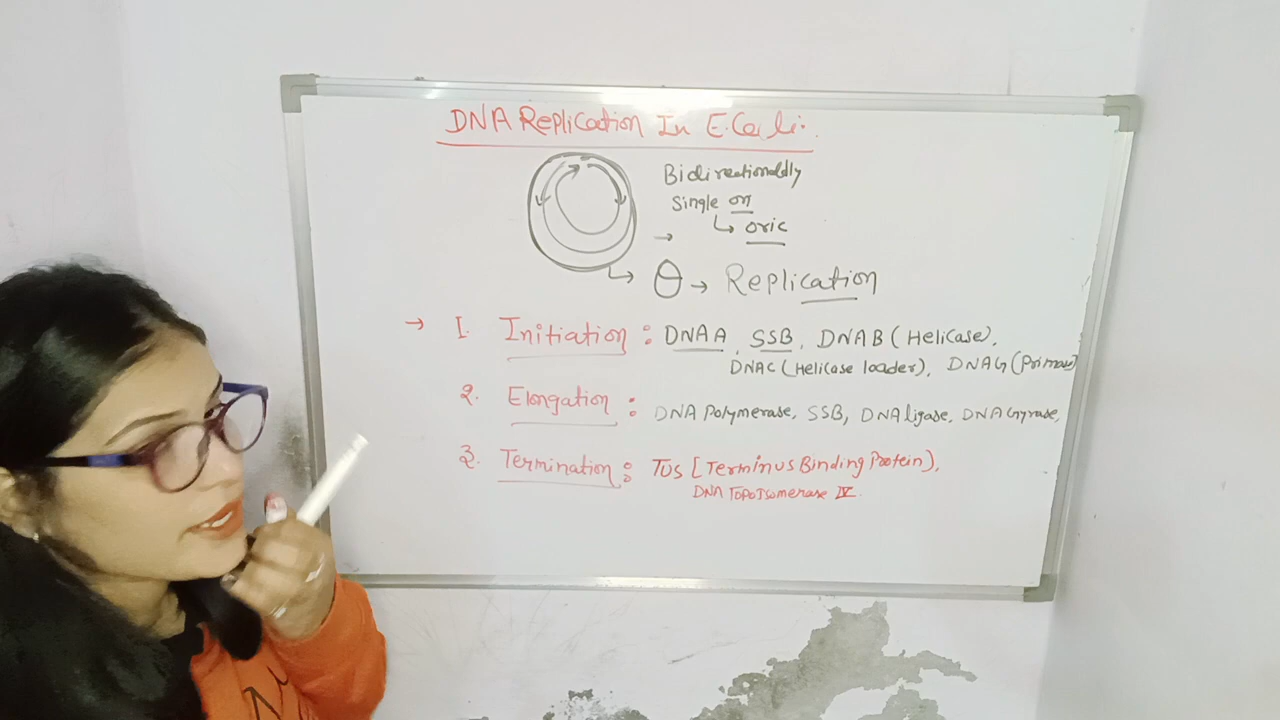 DNA Replication In E.Coli.
Bidirectionally
Single ori
↳ oric
→
↳ θ → Replication
→ 1. Initiation : DNAA, SSB, DNAB (Helicase).
DNAC (Helicase loader), DNAG (Primase)
2. Elongation : DNA Polymerase, SSB, DNA ligase, DNA Gyrase,
3. Termination : TUS [Terminus Binding Protein),
DNA TOPOISomerase IV.